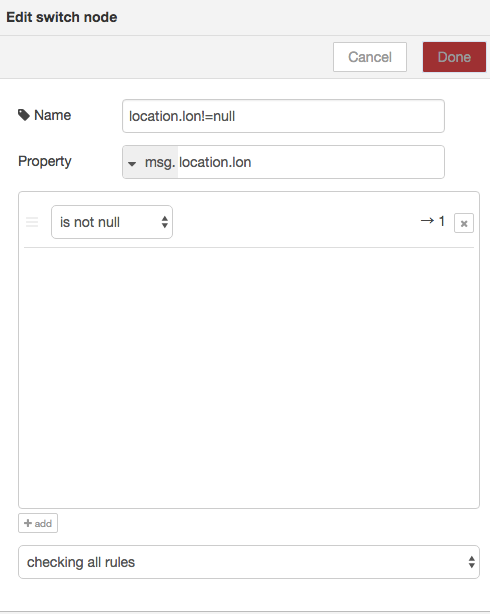 Edit switch node
Cancel Done
Name location.lon!=null
Property msg. location.lon
is not null → 1 ×
+ add
checking all rules